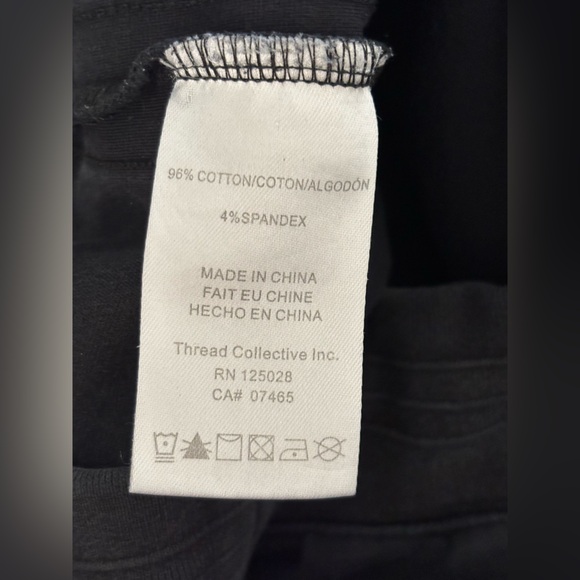 96% COTTON/COTON/ALGODÓN
4%SPANDEX
MADE IN CHINA
FAIT EU CHINE
HECHO EN CHINA
Thread Collective Inc.
RN 125028
CA# 07465